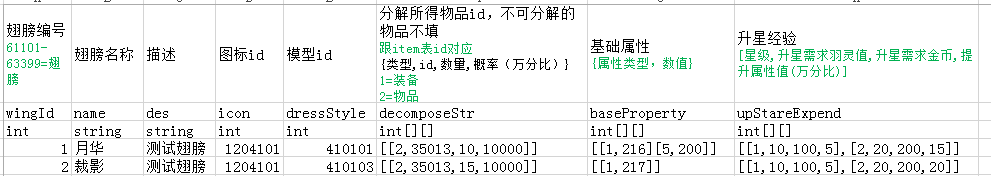 翅膀编号
61101-
63399=翅
膀
翅膀名称
描述
图标id
模型id
分解所得物品id，不可分解的
物品不填
跟item表id对应
{类型,id,数量,概率（万分比）}
1=装备
2=物品
基础属性
{属性类型，数值}
升星经验
[星级,升星需求羽灵值,升星需求金币,提
升属性值(万分比)]
wingId name des icon dressStyle decomposeStr baseProperty upStareExpend
int string string int int int[][] int[][] int[][]
1 月华 测试翅膀 1204101 410101 [[2,35013,10,10000]] [[1,216][5,200]] [[1,10,100,5],[2,20,200,15]]
2 裁影 测试翅膀 1204101 410103 [[2,35013,15,10000]] [[1,217]] [[1,10,100,5],[2,20,200,20]]